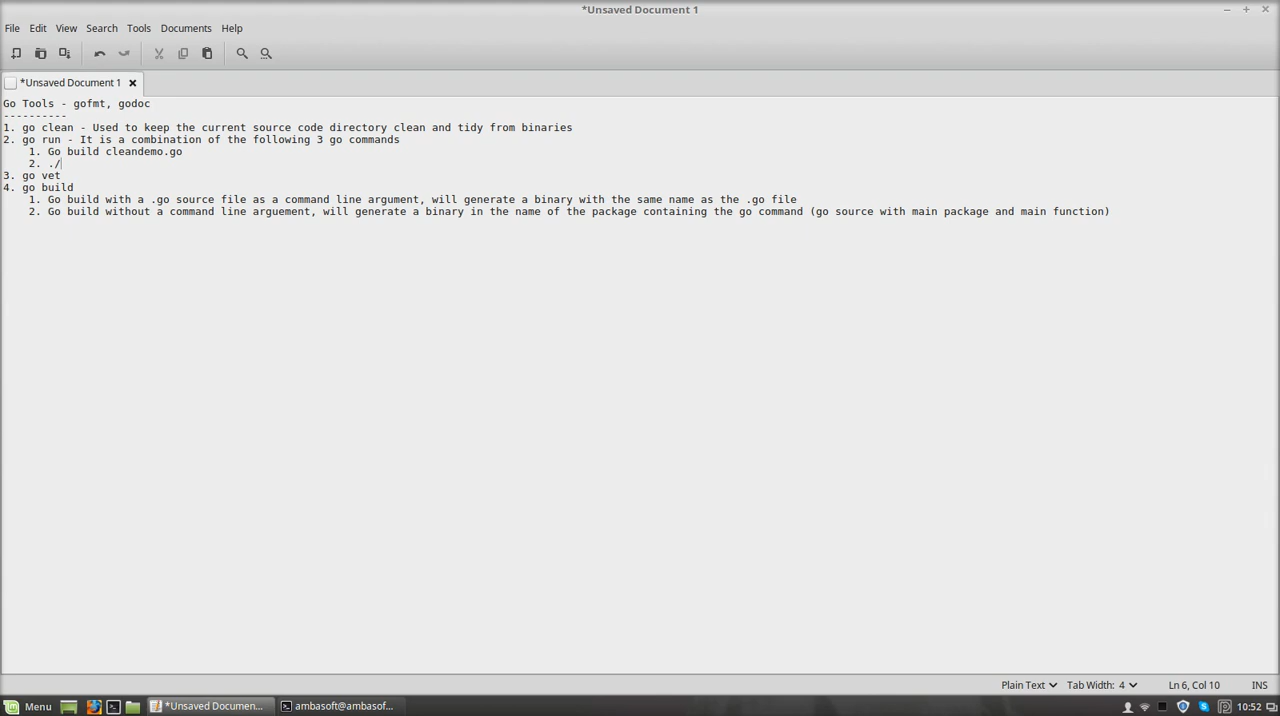 *Unsaved Document 1
File Edit View Search Tools Documents Help
*Unsaved Document 1
Go Tools - gofmt, godoc
----------
1. go clean - Used to keep the current source code directory clean and tidy from binaries
2. go run - It is a combination of the following 3 go commands
1. Go build cleandemo.go
2. ./
3. go vet
4. go build
1. Go build with a .go source file as a command line argument, will generate a binary with the same name as the .go file
2. Go build without a command line arguement, will generate a binary in the name of the package containing the go command (go source with main package and main function)
Plain Text Tab Width: 4 Ln 6, Col 10 INS
Menu *Unsaved Documen... ambasoft@ambasof... 10:52